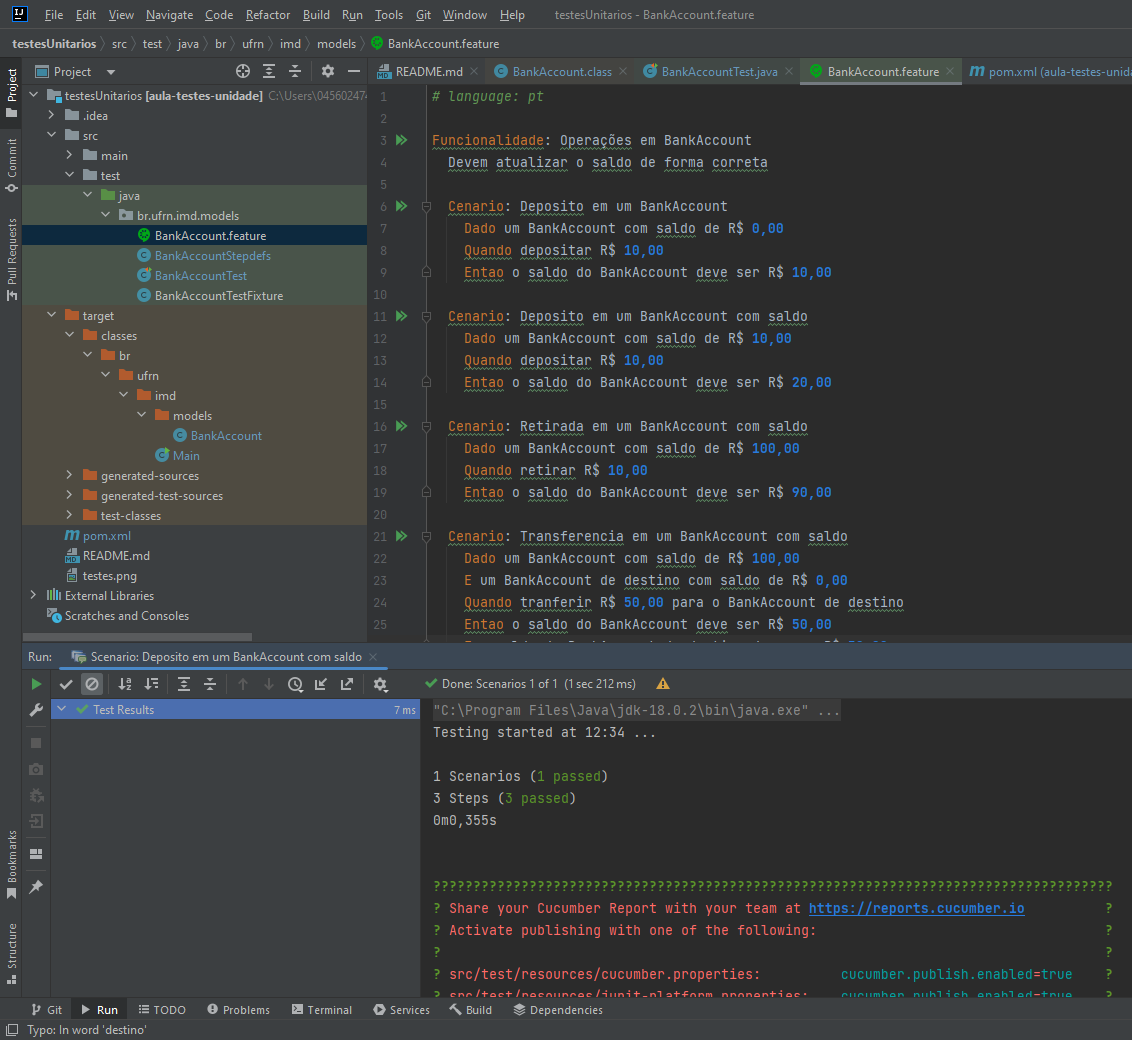 File Edit View Navigate Code Refactor Build Run Tools Git Window Help testesUnitarios - BankAccount.feature
testesUnitarios src test java br ufrn imd models BankAccount.feature
Project
README.md BankAccount.class BankAccountTest.java BankAccount.feature pom.xml (aula-testes-unida
Project
Commit
Pull Requests
Bookmarks
Structure
testesUnitarios [aula-testes-unidade] C:\Users\045602474
.idea
src
main
test
java
br.ufrn.imd.models
BankAccount.feature
BankAccountStepdefs
BankAccountTest
BankAccountTestFixture
target
classes
br
ufrn
imd
models
BankAccount
Main
generated-sources
generated-test-sources
test-classes
pom.xml
README.md
testes.png
External Libraries
Scratches and Consoles
1 # language: pt
2
3 Funcionalidade: Operações em BankAccount
4 Devem atualizar o saldo de forma correta
5
6 Cenario: Deposito em um BankAccount
7 Dado um BankAccount com saldo de R$ 0,00
8 Quando depositar R$ 10,00
9 Entao o saldo do BankAccount deve ser R$ 10,00
10
11 Cenario: Deposito em um BankAccount com saldo
12 Dado um BankAccount com saldo de R$ 10,00
13 Quando depositar R$ 10,00
14 Entao o saldo do BankAccount deve ser R$ 20,00
15
16 Cenario: Retirada em um BankAccount com saldo
17 Dado um BankAccount com saldo de R$ 100,00
18 Quando retirar R$ 10,00
19 Entao o saldo do BankAccount deve ser R$ 90,00
20
21 Cenario: Transferencia em um BankAccount com saldo
22 Dado um BankAccount com saldo de R$ 100,00
23 E um BankAccount de destino com saldo de R$ 0,00
24 Quando tranferir R$ 50,00 para o BankAccount de destino
25 Entao o saldo do BankAccount deve ser R$ 50,00
Run: Scenario: Deposito em um BankAccount com saldo
Done: Scenarios 1 of 1 (1 sec 212 ms)
Test Results 7 ms
"C:\Program Files\Java\jdk-18.0.2\bin\java.exe" ...
Testing started at 12:34 ...
1 Scenarios (1 passed)
3 Steps (3 passed)
0m0,355s
?????????????????????????????????????????????????????????????????????????????????????
? Share your Cucumber Report with your team at https://reports.cucumber.io ?
? Activate publishing with one of the following: ?
? ?
? src/test/resources/cucumber.properties: cucumber.publish.enabled=true ?
? src/test/resources/junit-platform.properties: cucumber.publish.enabled=true ?
Git Run TODO Problems Terminal Services Build Dependencies
Typo: In word 'destino'